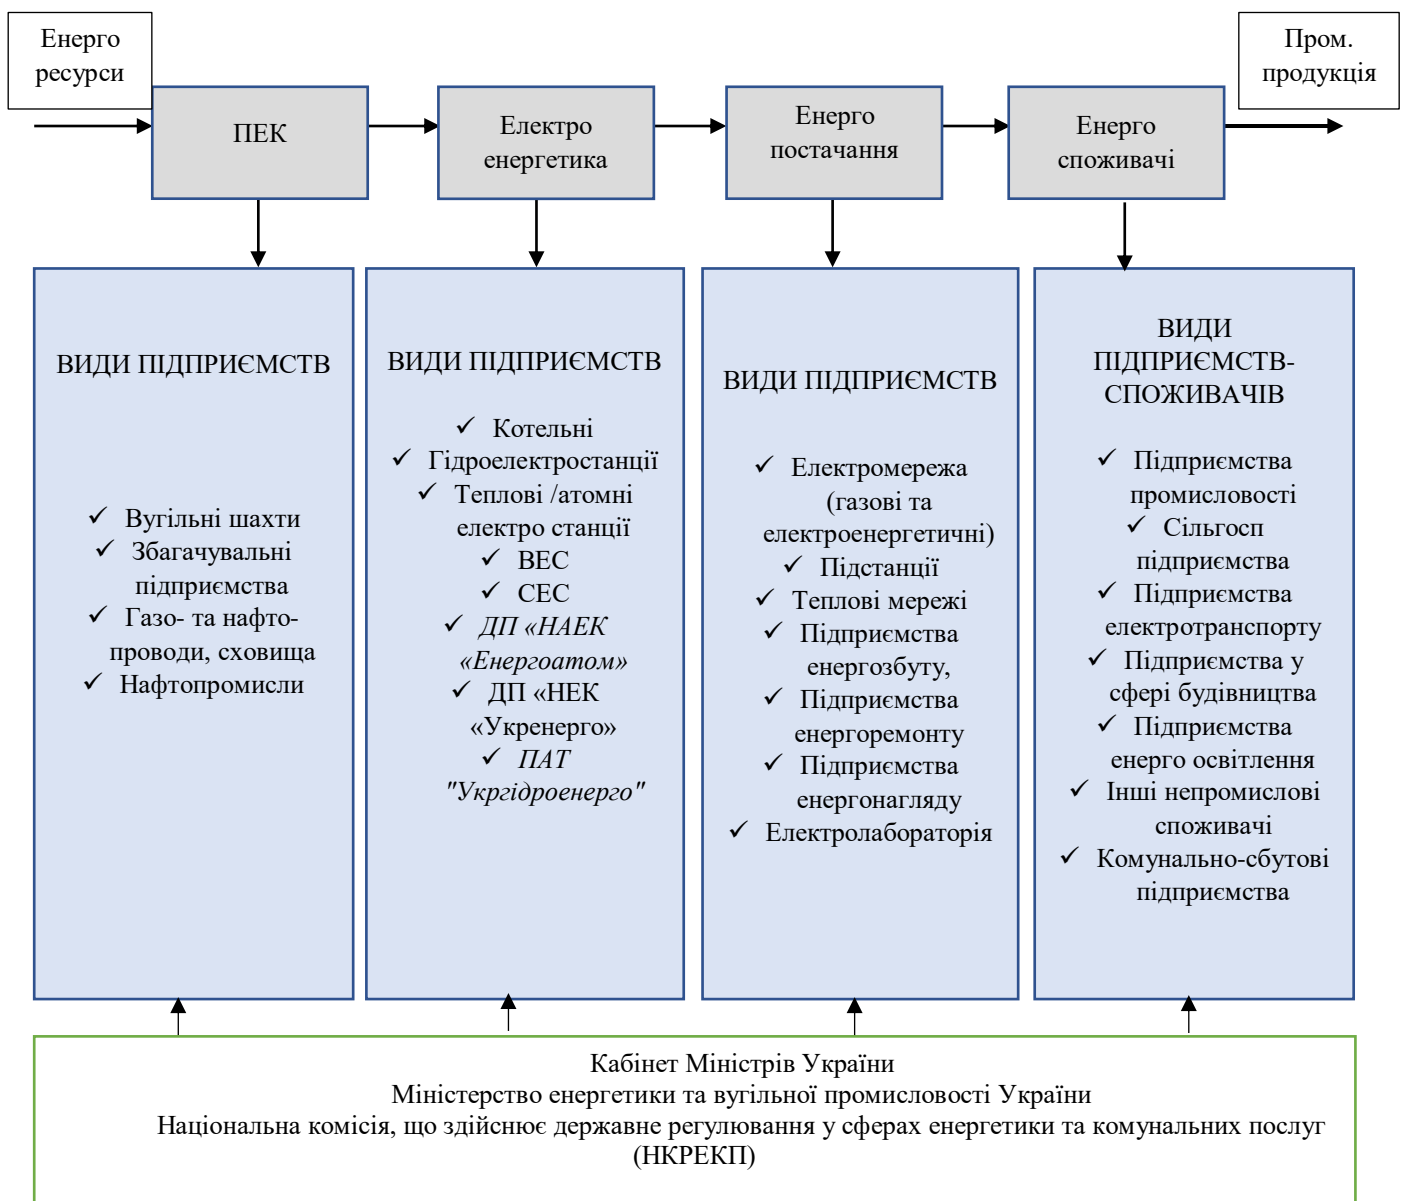 Енерго
ресурси
Пром.
продукція
ПЕК
Електро
енергетика
Енерго
постачання
Енерго
споживачі
ВИДИ ПІДПРИЄМСТВ
✓ Вугільні шахти
✓ Збагачувальні
підприємства
✓ Газо- та нафто-
проводи, сховища
✓ Нафтопромисли
ВИДИ ПІДПРИЄМСТВ
✓ Котельні
✓ Гідроелектростанції
✓ Теплові /атомні
електро станції
✓ ВЕС
✓ СЕС
✓ ДП «НАЕК
«Енергоатом»
✓ ДП «НЕК
«Укренерго»
✓ ПАТ
"Укргідроенерго"
ВИДИ ПІДПРИЄМСТВ
✓ Електромережа
(газові та
електроенергетичні)
✓ Підстанції
✓ Теплові мережі
✓ Підприємства
енергозбуту,
✓ Підприємства
енергоремонту
✓ Підприємства
енергонагляду
✓ Електролабораторія
ВИДИ
ПІДПРИЄМСТВ-
СПОЖИВАЧІВ
✓ Підприємства
промисловості
✓ Сільгосп
підприємства
✓ Підприємства
електротранспорту
✓ Підприємства у
сфері будівництва
✓ Підприємства
енерго освітлення
✓ Інші непромислові
споживачі
✓ Комунально-сбутові
підприємства
Кабінет Міністрів України
Міністерство енергетики та вугільної промисловості України
Національна комісія, що здійснює державне регулювання у сферах енергетики та комунальних послуг
(НКРЕКП)